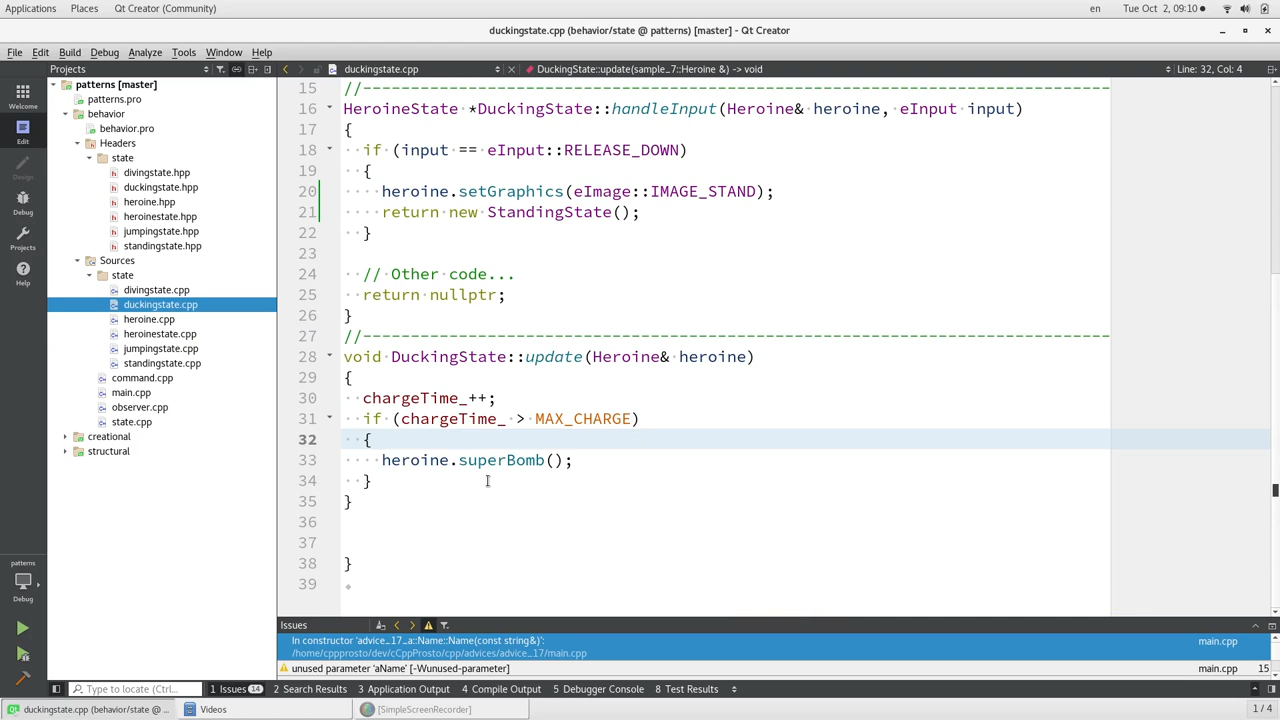 Applications Places Qt Creator (Community) en Tue Oct 2, 09:10
duckingstate.cpp (behavior/state @ patterns) [master] - Qt Creator
File Edit Build Debug Analyze Tools Window Help
Projects duckingstate.cpp DuckingState::update(sample_7::Heroine &) -> void Line: 32, Col: 4
Welcome
Edit
Design
Debug
Projects
Help
patterns
Debug
patterns [master]
patterns.pro
behavior
behavior.pro
Headers
state
divingstate.hpp
duckingstate.hpp
heroine.hpp
heroinestate.hpp
jumpingstate.hpp
standingstate.hpp
Sources
state
divingstate.cpp
duckingstate.cpp
heroine.cpp
heroinestate.cpp
jumpingstate.cpp
standingstate.cpp
command.cpp
main.cpp
observer.cpp
state.cpp
creational
structural
15 //--------------------------------------------------------------------------------
16 HeroineState *DuckingState::handleInput(Heroine& heroine, eInput input)
17 {
18 if (input == eInput::RELEASE_DOWN)
19 {
20 heroine.setGraphics(eImage::IMAGE_STAND);
21 return new StandingState();
22 }
23
24 // Other code...
25 return nullptr;
26 }
27 //--------------------------------------------------------------------------------
28 void DuckingState::update(Heroine& heroine)
29 {
30 chargeTime_++;
31 if (chargeTime_ > MAX_CHARGE)
32 {
33 heroine.superBomb();
34 }
35 }
36
37
38 }
39
Issues
In constructor 'advice_17_a::Name::Name(const string&)': main.cpp
/home/cppprosto/dev/cCppProsto/cpp/advices/advice_17/main.cpp
unused parameter 'aName' [-Wunused-parameter] main.cpp 15
Type to locate (Ctrl... 1 Issues 14 2 Search Results 3 Application Output 4 Compile Output 5 Debugger Console 8 Test Results
duckingstate.cpp (behavior/state @ ... Videos [SimpleScreenRecorder] 1 / 4